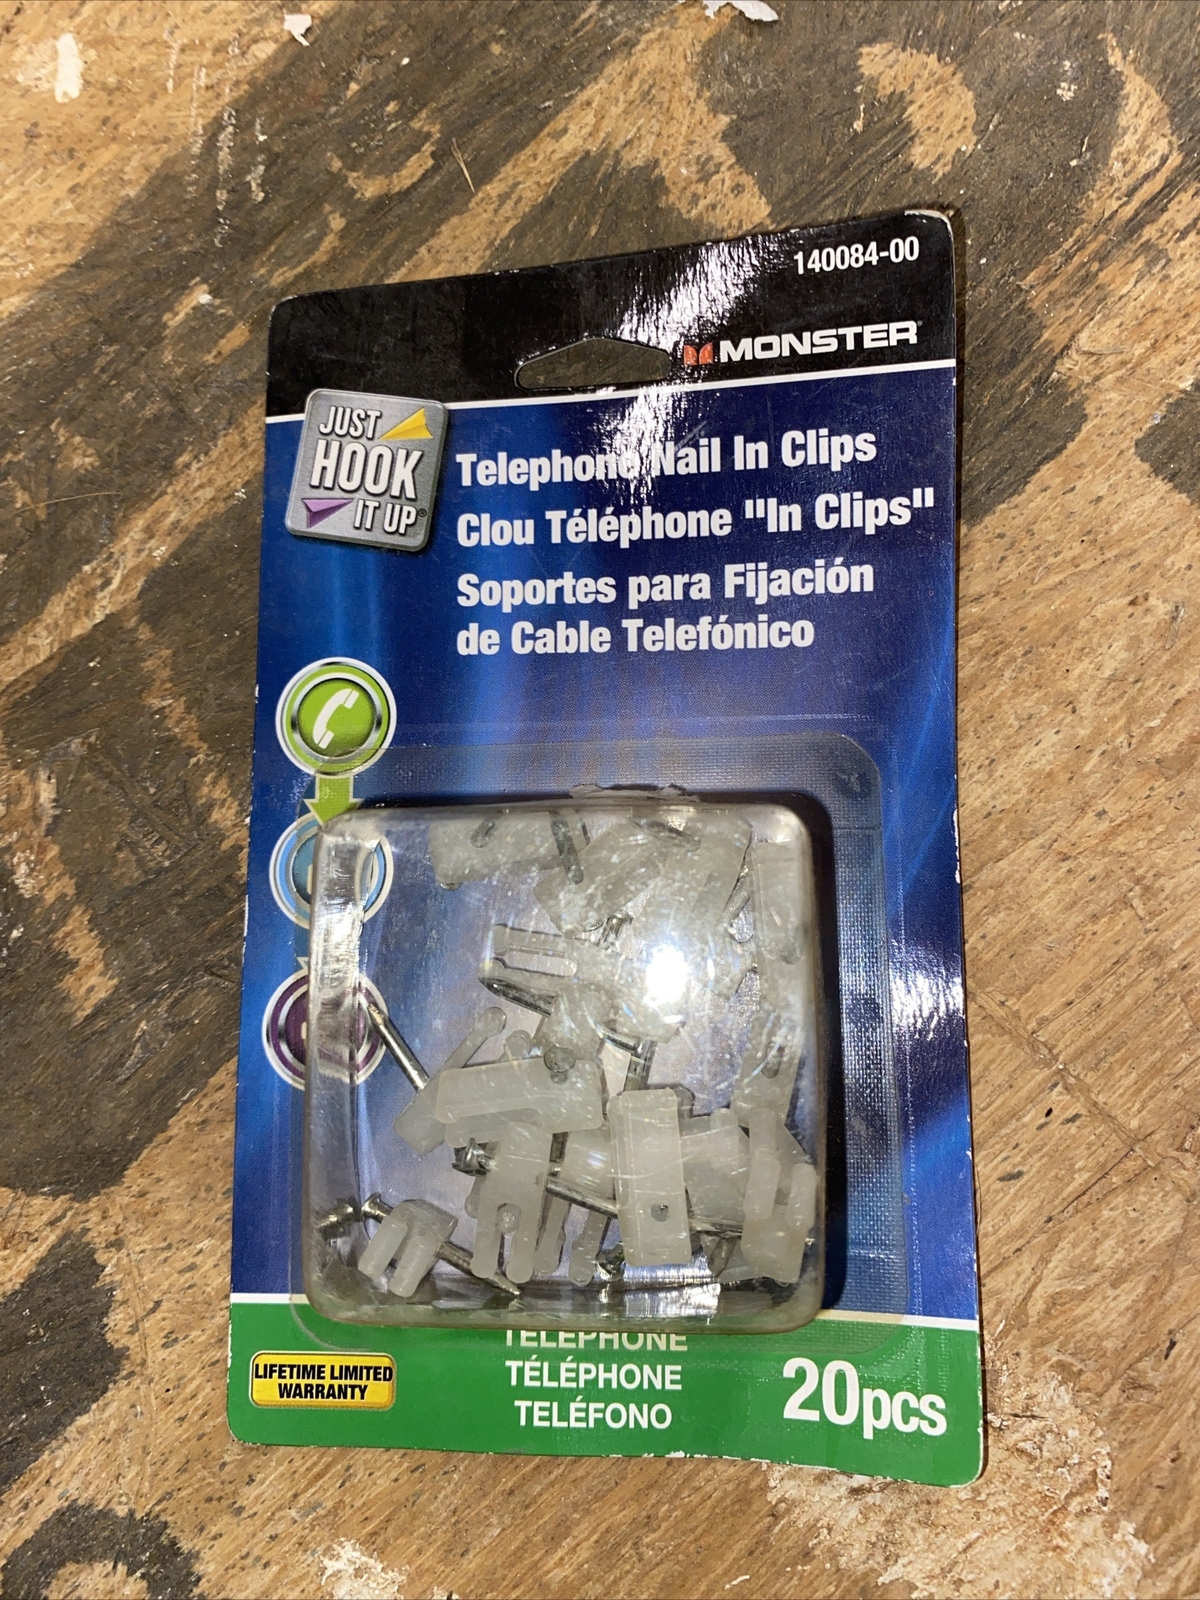 140084-00
MONSTER
JUST
HOOK
IT UP®
Telephone Nail In Clips
Clou Téléphone "In Clips"
Soportes para Fijación
de Cable Telefónico
LIFETIME LIMITED
WARRANTY
TELEPHONE
TÉLÉPHONE
TELÉFONO
20pcs